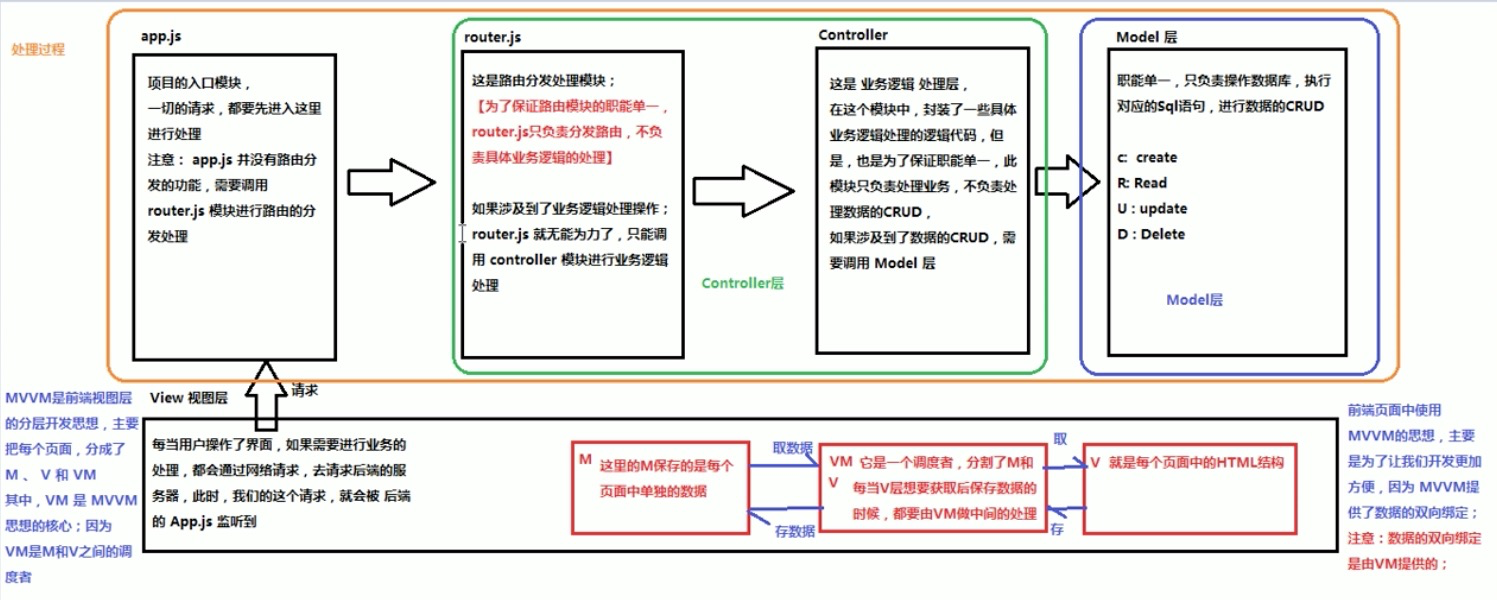 处理过程
app.js
项目的入口模块，
一切的请求，都要先进入这里
进行处理
注意： app.js 并没有路由分
发的功能，需要调用
router.js 模块进行路由的分
发处理
router.js
这是路由分发处理模块；
【为了保证路由模块的职能单一，
router.js只负责分发路由，不负
责具体业务逻辑的处理】
如果涉及到了业务逻辑处理操作；
router.js 就无能为力了，只能调
用 controller 模块进行业务逻辑
处理
Controller
这是 业务逻辑 处理层，
在这个模块中，封装了一些具体
业务逻辑处理的逻辑代码，但
是，也是为了保证职能单一，此
模块只负责处理业务，不负责处
理数据的CRUD，
如果涉及到了数据的CRUD，需
要调用 Model 层
Controller层
Model 层
职能单一，只负责操作数据库，执行
对应的Sql语句，进行数据的CRUD
c: create
R: Read
U : update
D : Delete
Model层
请求
MVVM是前端视图层
的分层开发思想，主要
把每个页面，分成了
M 、 V 和 VM
其中，VM 是 MVVM
思想的核心；因为
VM是M和V之间的调
度者
View 视图层
每当用户操作了界面，如果需要进行业务的
处理，都会通过网络请求，去请求后端的服
务器，此时，我们的这个请求，就会被 后端
的 App.js 监听到
M 这里的M保存的是每个
页面中单独的数据
取数据
存数据
VM 它是一个调度者，分割了M和
V
每当V层想要获取后保存数据的
时候，都要由VM做中间的处理
取
存
V 就是每个页面中的HTML结构
前端页面中使用
MVVM的思想，主要
是为了让我们开发更加
方便，因为 MVVM提
供了数据的双向绑定；
注意：数据的双向绑定
是由VM提供的；